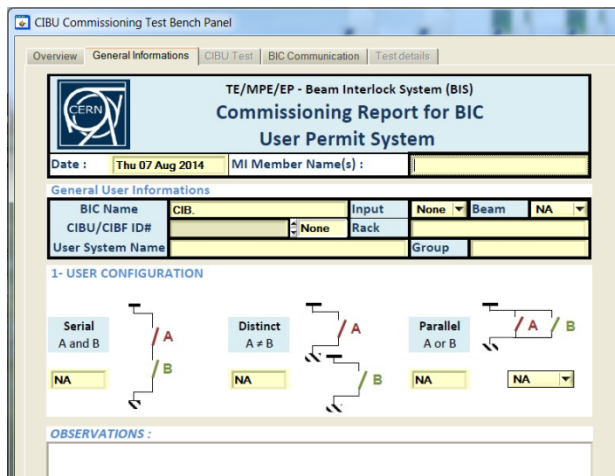 CIBU Commissioning Test Bench Panel
Overview General Informations CIBU Test BIC Communication Test details
CERN
TE/MPE/EP - Beam Interlock System (BIS)
Commissioning Report for BIC
User Permit System
Date : Thu 07 Aug 2014 MI Member Name(s) :
General User Informations
BIC Name CIB. Input None Beam NA
CIBU/CIBF ID# None Rack
User System Name Group
1- USER CONFIGURATION
Serial A Distinct A Parallel A B
A and B A ≠ B A or B
B B
NA NA NA NA
OBSERVATIONS :